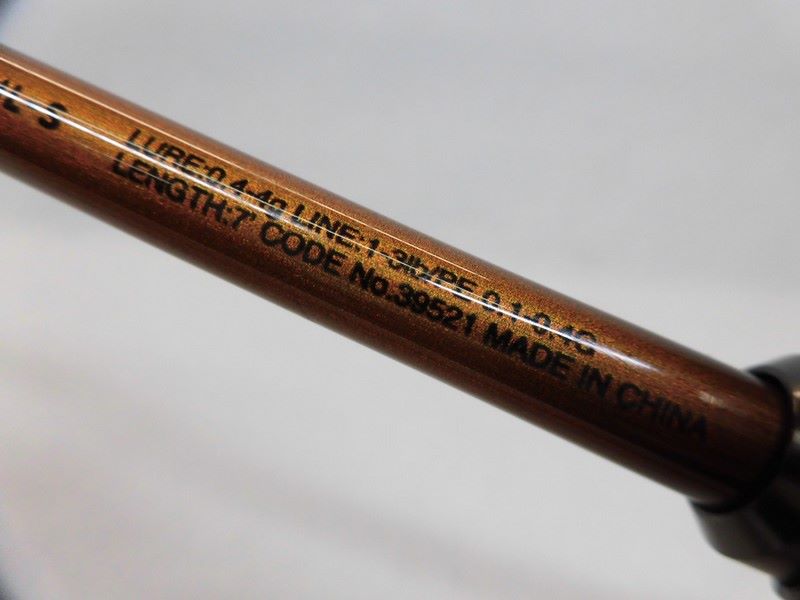 L-S
LURE:0.4-4g LINE:1-3lb/PE 0.1-0.4G
LENGTH:7' CODE No.39521 MADE IN CHINA